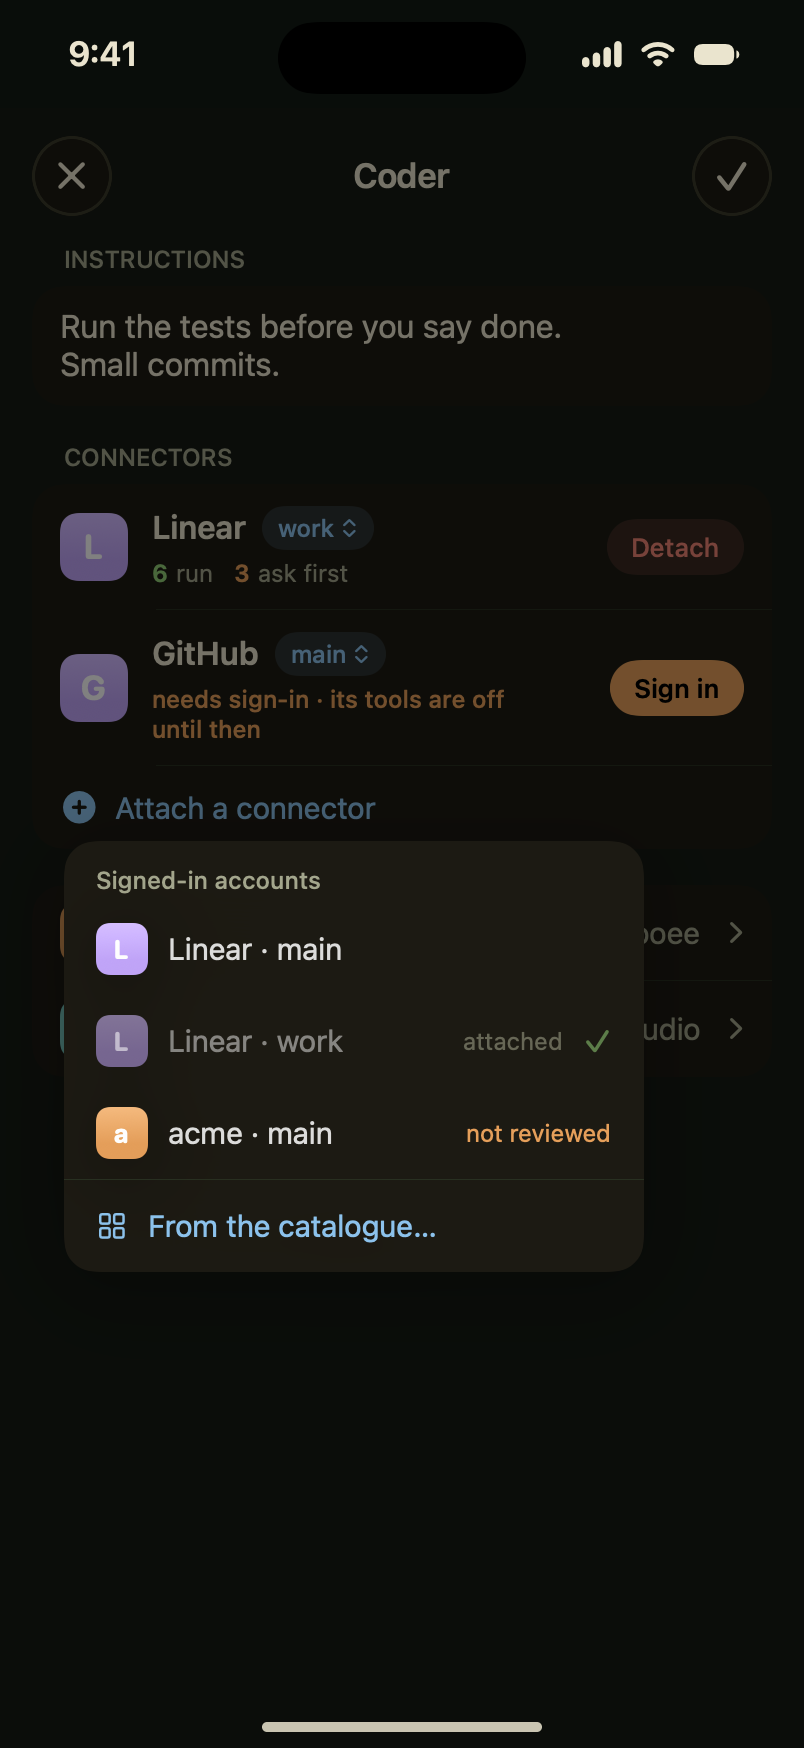 9:41
Coder
INSTRUCTIONS
Run the tests before you say done.
Small commits.
CONNECTORS
L
Linear work
6 run 3 ask first
Detach
G
GitHub main
needs sign-in · its tools are off
until then
Sign in
Attach a connector
Signed-in accounts
L Linear · main
L Linear · work attached
a acme · main not reviewed
From the catalogue...